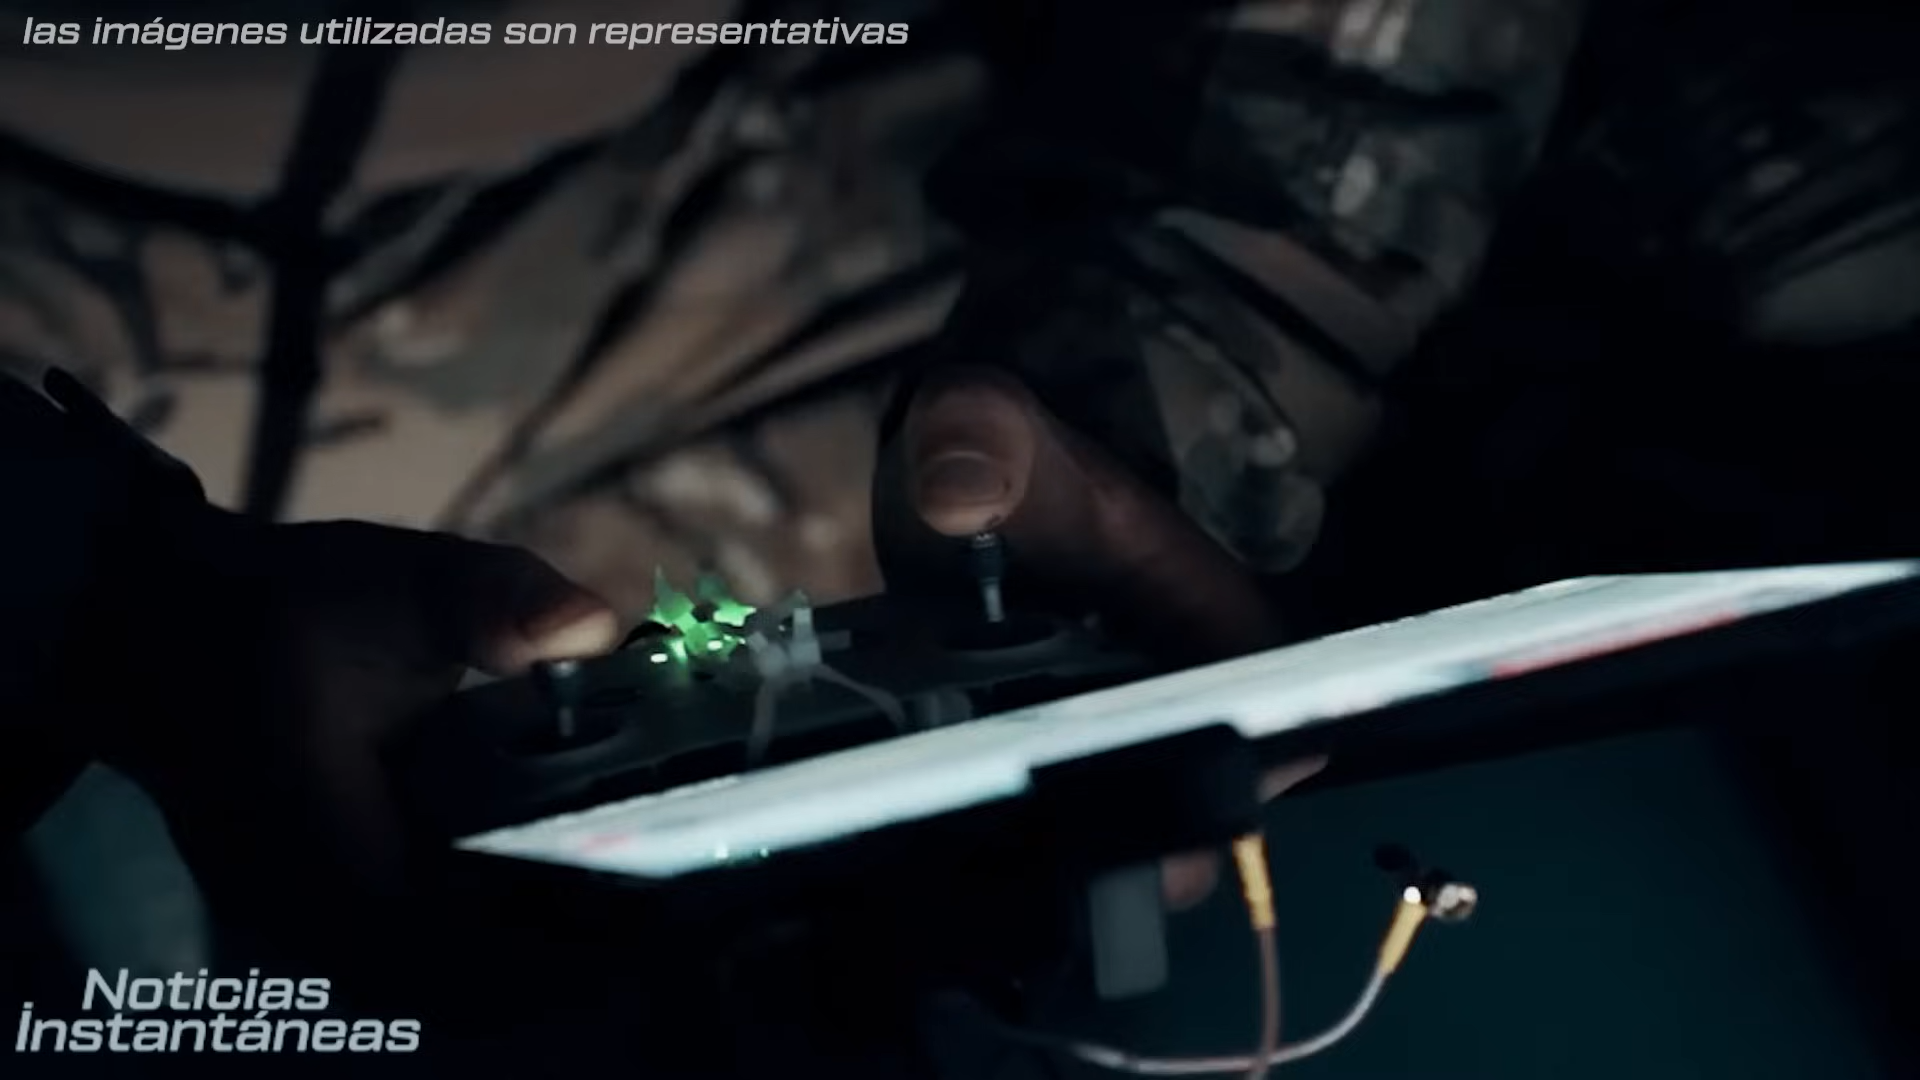 las imágenes utilizadas son representativas
Noticias
instantáneas